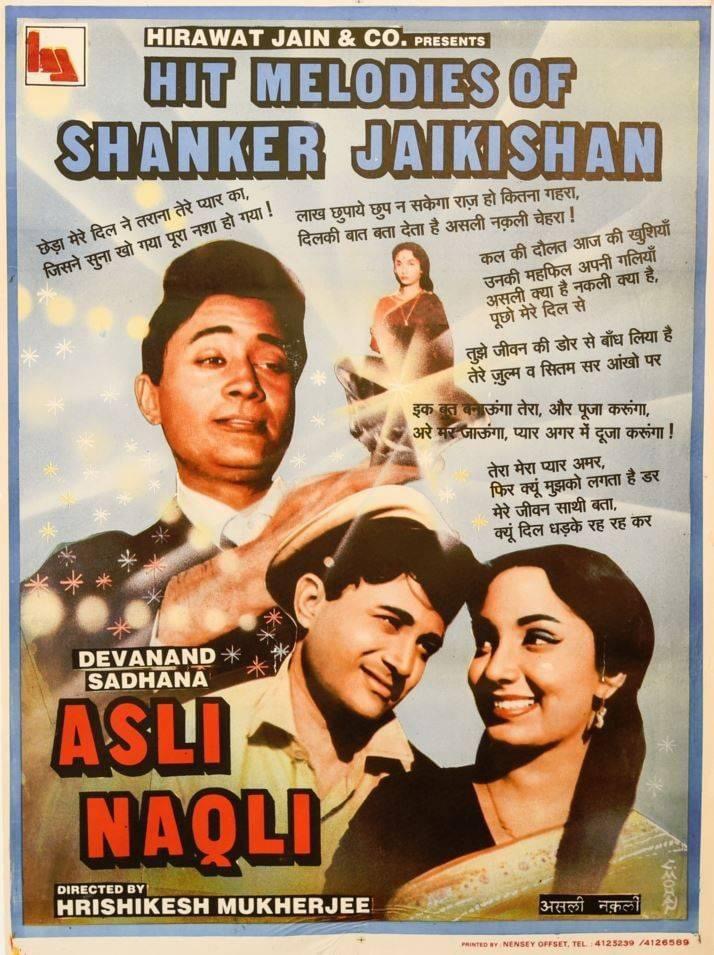 HIRAWAT JAIN & CO. PRESENTS
HIT MELODIES OF
SHANKER JAIKISHAN
छेड़ा मेरे दिल ने तराना तेरे प्यार का,
जिसने सुना खो गया पूरा नशा हो गया !
लाख छुपाये छुप न सकेगा राज़ हो कितना गहरा,
दिलकी बात बता देता है असली नक़ली चेहरा !
कल की दौलत आज की खुशियाँ
उनकी महफिल अपनी गलियाँ
असली क्या है नकली क्या है,
पूछो मेरे दिल से
तुझे जीवन की डोर से बाँध लिया है
तेरे ज़ुल्म व सितम सर आंखो पर
इक बुत बनाऊंगा तेरा, और पूजा करूंगा,
अरे मर जाऊंगा, प्यार अगर में दूजा करूंगा !
तेरा मेरा प्यार अमर,
फिर क्यूं मुझको लगता है डर
मेरे जीवन साथी बता,
क्यूं दिल धड़के रह रह कर
DEVANAND
SADHANA
ASLI
NAQLI
DIRECTED BY
HRISHIKESH MUKHERJEE
असली नक़ली
PRINTED BY : NENSEY OFFSET, TEL. : 4123239 /4126589